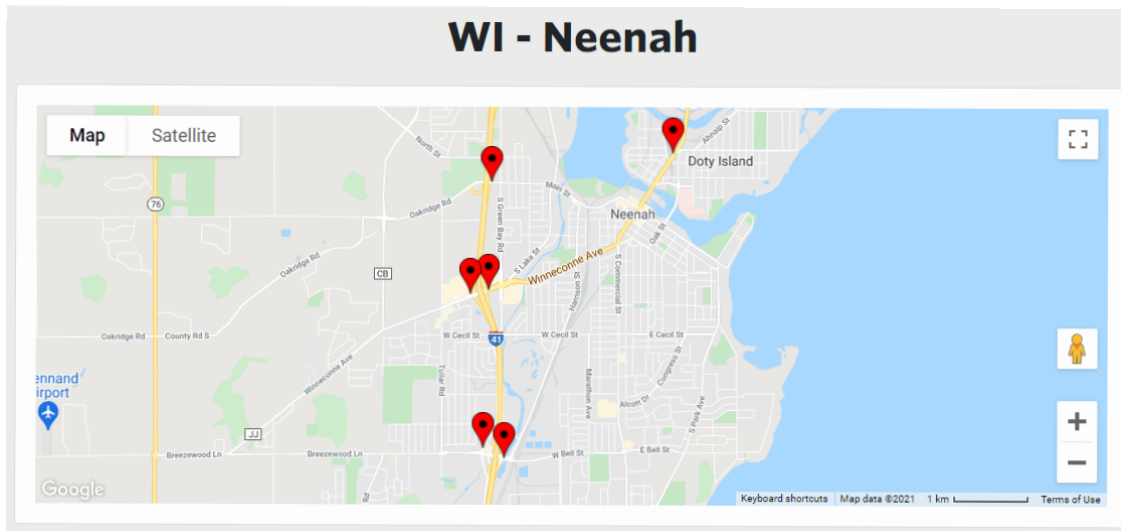 WI - Neenah
Map Satellite
North St
Ahnaip St
Doty Island
76
Main St
Oakridge Rd
S Green Bay Rd
Neenah
Oak St
Oakridge Rd
S Lake St
Winneconne Ave
CB
Harrison St
S Commercial St
Oakridge Rd
County Rd S
W Cecil St
41
W Cecil St
E Cecil St
Winneconne Ave
Tullar Rd
Marathon Ave
Congress St
ennand
irport
Alcott Dr
S Park Ave
JJ
Breezewood Ln
Breezewood Ln
W Bell St
E Bell St
Rd
Google
Keyboard shortcuts Map data ©2021 1 km Terms of Use